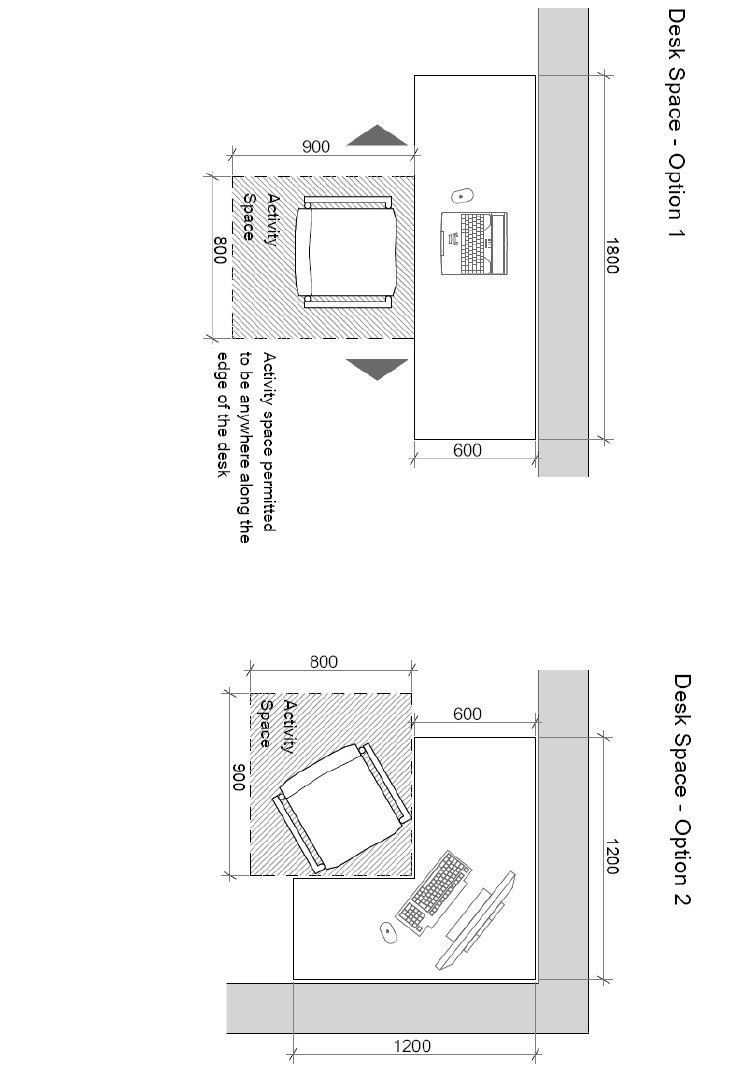 Desk Space - Option 1
1800
600
900
800
Activity
Space
Activity space permitted
to be anywhere along the
edge of the desk
Desk Space - Option 2
1200
600
800
900
Activity
Space
1200